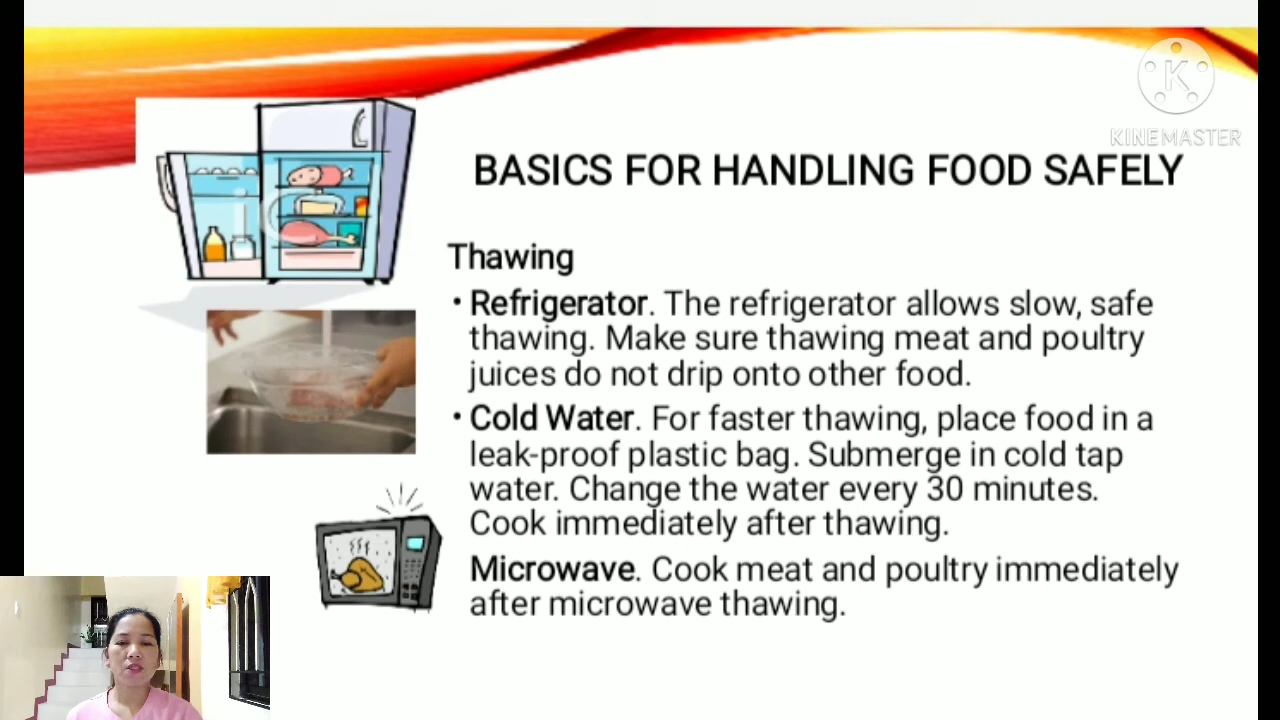 KINEMASTER
BASICS FOR HANDLING FOOD SAFELY
Thawing
• Refrigerator. The refrigerator allows slow, safe
thawing. Make sure thawing meat and poultry
juices do not drip onto other food.
• Cold Water. For faster thawing, place food in a
leak-proof plastic bag. Submerge in cold tap
water. Change the water every 30 minutes.
Cook immediately after thawing.
Microwave. Cook meat and poultry immediately
after microwave thawing.